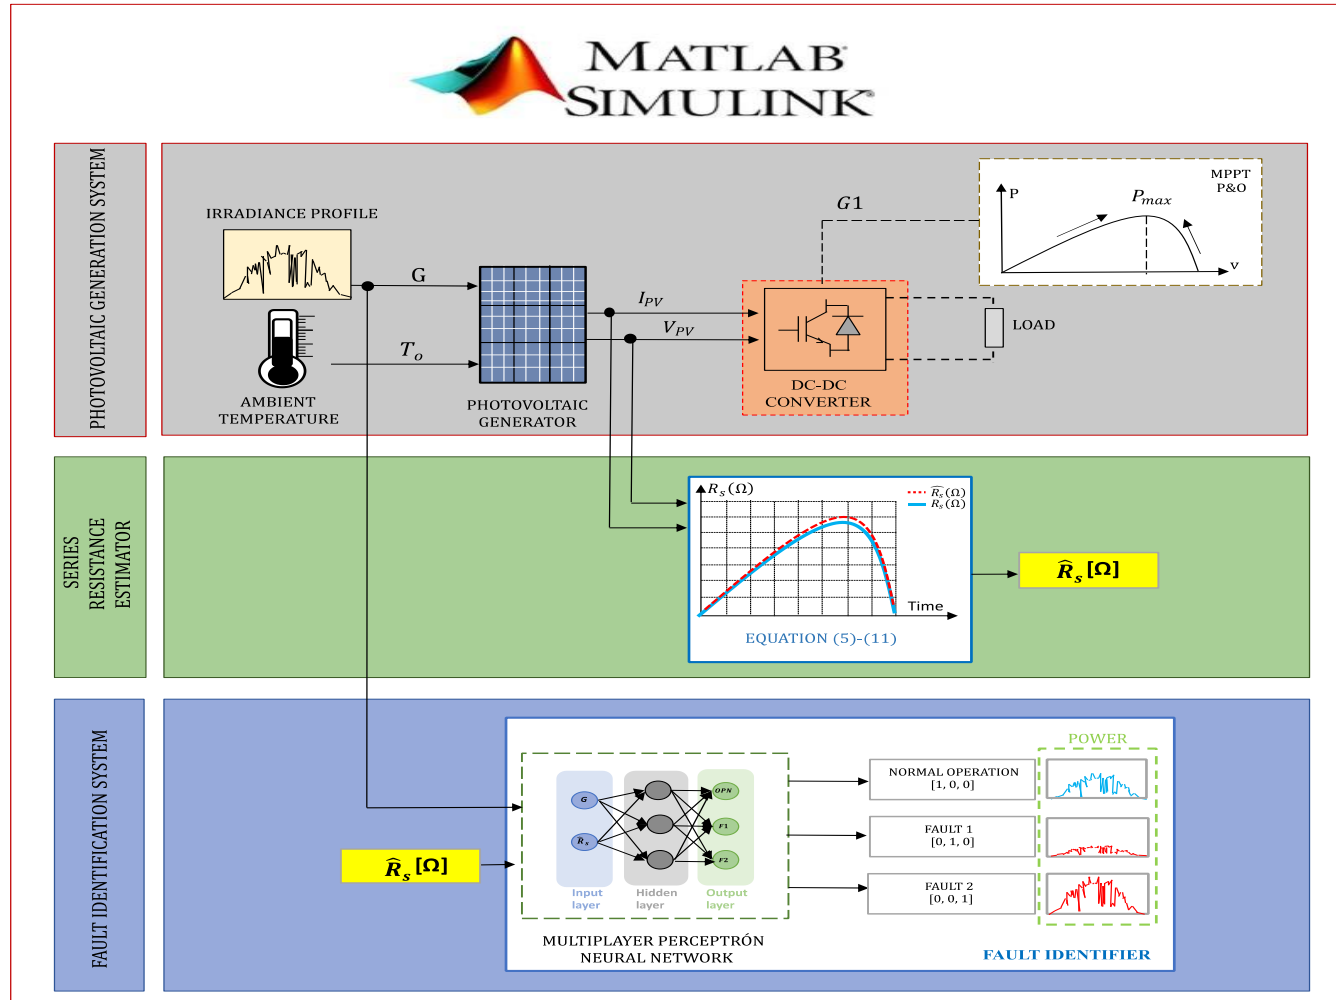 MATLAB®
SIMULINK®
PHOTOVOLTAIC GENERATION SYSTEM
IRRADIANCE PROFILE
G
AMBIENT
TEMPERATURE
T_o
PHOTOVOLTAIC
GENERATOR
I_PV
V_PV
G1
DC-DC
CONVERTER
LOAD
MPPT
P&O
P
P_max
v
SERIES
RESISTANCE
ESTIMATOR
R_s(Ω)
R̂_s(Ω)
R_s(Ω)
Time
EQUATION (5)-(11)
R̂_s[Ω]
FAULT IDENTIFICATION SYSTEM
R̂_s[Ω]
G
R̂_s
OPN
F1
F2
Input
layer
Hidden
layer
Output
layer
MULTIPLAYER PERCEPTRÓN
NEURAL NETWORK
NORMAL OPERATION
[1, 0, 0]
FAULT 1
[0, 1, 0]
FAULT 2
[0, 0, 1]
POWER
FAULT IDENTIFIER